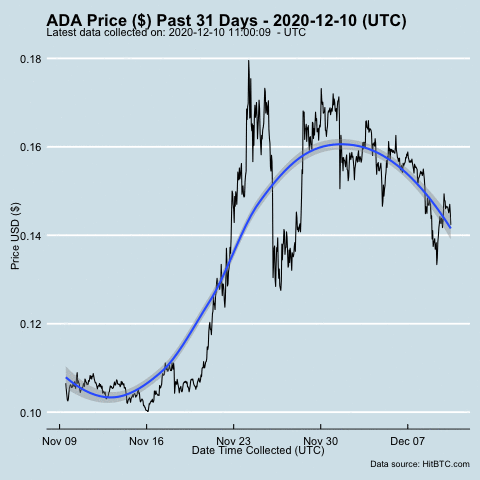 ADA Price ($) Past 31 Days - 2020-12-10 (UTC)
Latest data collected on: 2020-12-10 11:00:09 - UTC
0.18
0.16
0.14
0.12
0.10
Price USD ($)
Nov 09 Nov 16 Nov 23 Nov 30 Dec 07
Date Time Collected (UTC)
Data source: HitBTC.com